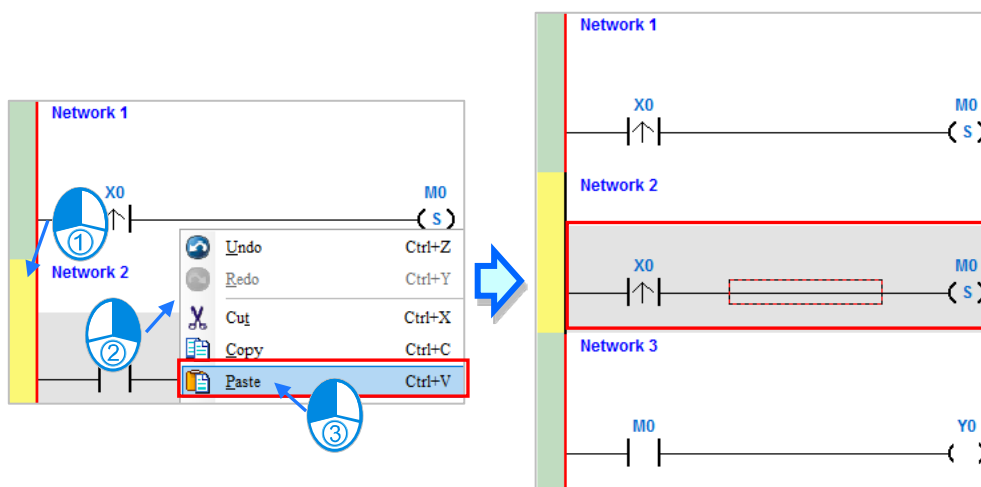 Network 1
X0 M0
S
①
Network 2
②
Undo Ctrl+Z
Redo Ctrl+Y
Cut Ctrl+X
Copy Ctrl+C
Paste Ctrl+V
③
Network 1
X0 M0
S
Network 2
X0 M0
S
Network 3
M0 Y0